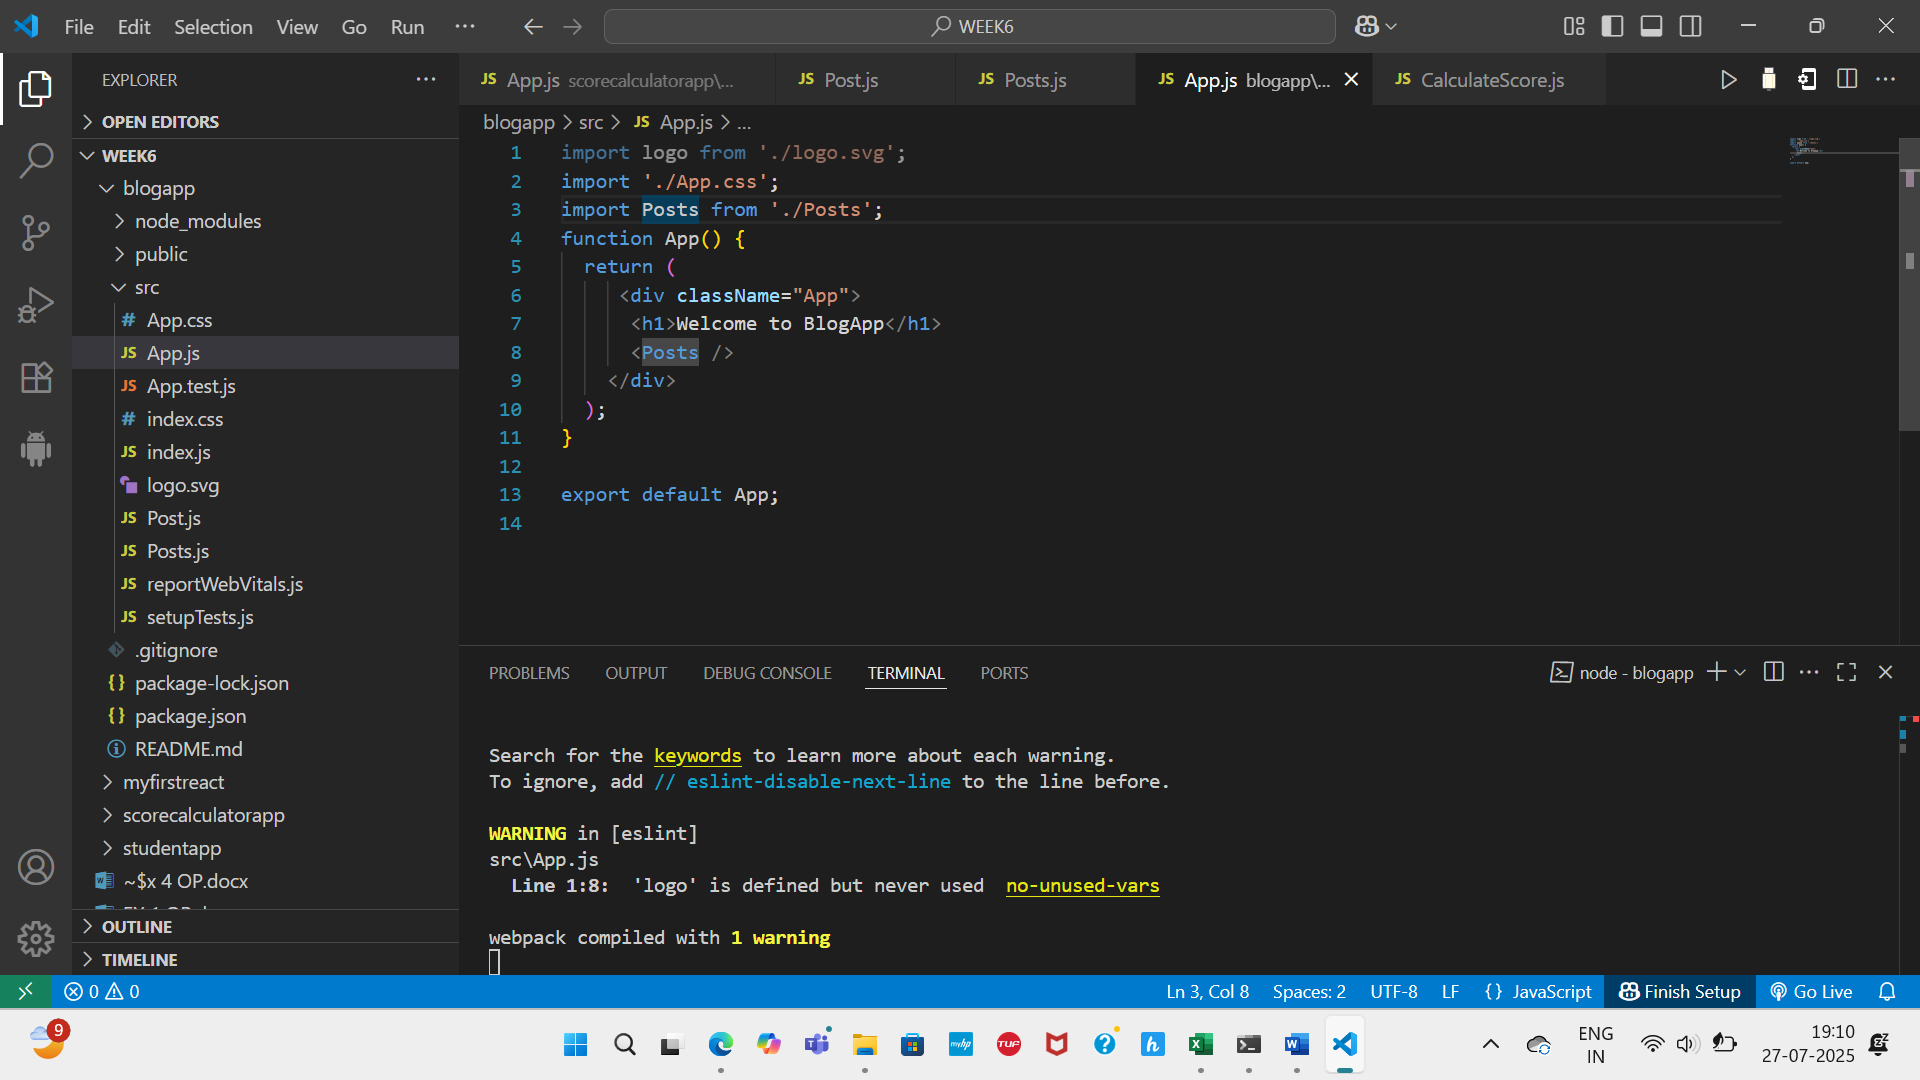 File Edit Selection View Go Run ···
WEEK6
EXPLORER
OPEN EDITORS
WEEK6
blogapp
node_modules
public
src
# App.css
JS App.js
JS App.test.js
# index.css
JS index.js
logo.svg
JS Post.js
JS Posts.js
JS reportWebVitals.js
JS setupTests.js
.gitignore
{} package-lock.json
{} package.json
README.md
myfirstreact
scorecalculatorapp
studentapp
~$x 4 OP.docx
OUTLINE
TIMELINE
JS App.js scorecalculatorapp\...
JS Post.js
JS Posts.js
JS App.js blogapp\...
JS CalculateScore.js
blogapp > src > JS App.js > ...
1 import logo from './logo.svg';
2 import './App.css';
3 import Posts from './Posts';
4 function App() {
5 return (
6 <div className="App">
7 <h1>Welcome to BlogApp</h1>
8 <Posts />
9 </div>
10 );
11 }
12
13 export default App;
14
PROBLEMS OUTPUT DEBUG CONSOLE TERMINAL PORTS
node - blogapp
Search for the keywords to learn more about each warning.
To ignore, add // eslint-disable-next-line to the line before.
WARNING in [eslint]
src\App.js
Line 1:8: 'logo' is defined but never used no-unused-vars
webpack compiled with 1 warning
0 0
Ln 3, Col 8 Spaces: 2 UTF-8 LF {} JavaScript Finish Setup Go Live
9
myhp
TUF
ENG
IN
19:10
27-07-2025